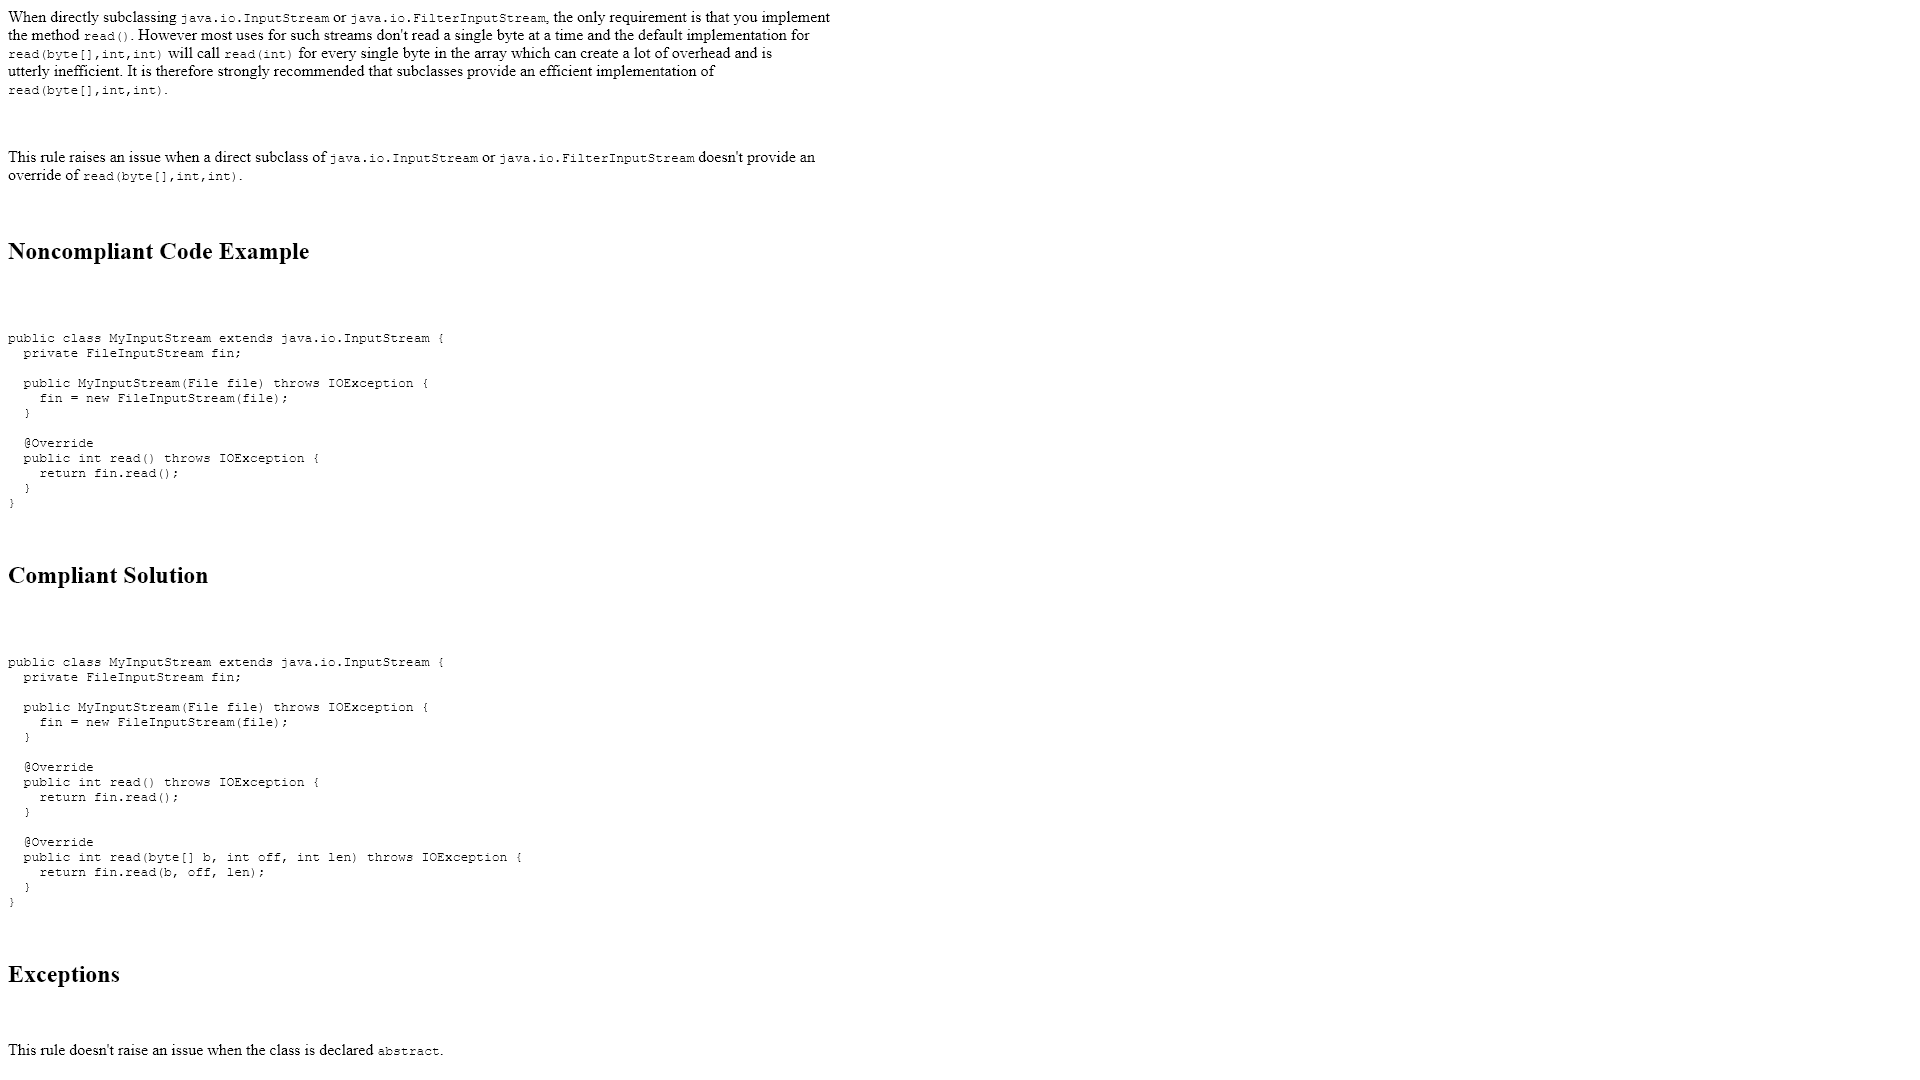 When directly subclassing java.io.InputStream or java.io.FilterInputStream, the only requirement is that you implement
the method read(). However most uses for such streams don't read a single byte at a time and the default implementation for
read(byte[],int,int) will call read(int) for every single byte in the array which can create a lot of overhead and is
utterly inefficient. It is therefore strongly recommended that subclasses provide an efficient implementation of
read(byte[],int,int).
This rule raises an issue when a direct subclass of java.io.InputStream or java.io.FilterInputStream doesn't provide an
override of read(byte[],int,int).
Noncompliant Code Example
public class MyInputStream extends java.io.InputStream {
  private FileInputStream fin;
  public MyInputStream(File file) throws IOException {
    fin = new FileInputStream(file);
  }
  @Override
  public int read() throws IOException {
    return fin.read();
  }
}
Compliant Solution
public class MyInputStream extends java.io.InputStream {
  private FileInputStream fin;
  public MyInputStream(File file) throws IOException {
    fin = new FileInputStream(file);
  }
  @Override
  public int read() throws IOException {
    return fin.read();
  }
  @Override
  public int read(byte[] b, int off, int len) throws IOException {
    return fin.read(b, off, len);
  }
}
Exceptions
This rule doesn't raise an issue when the class is declared abstract.